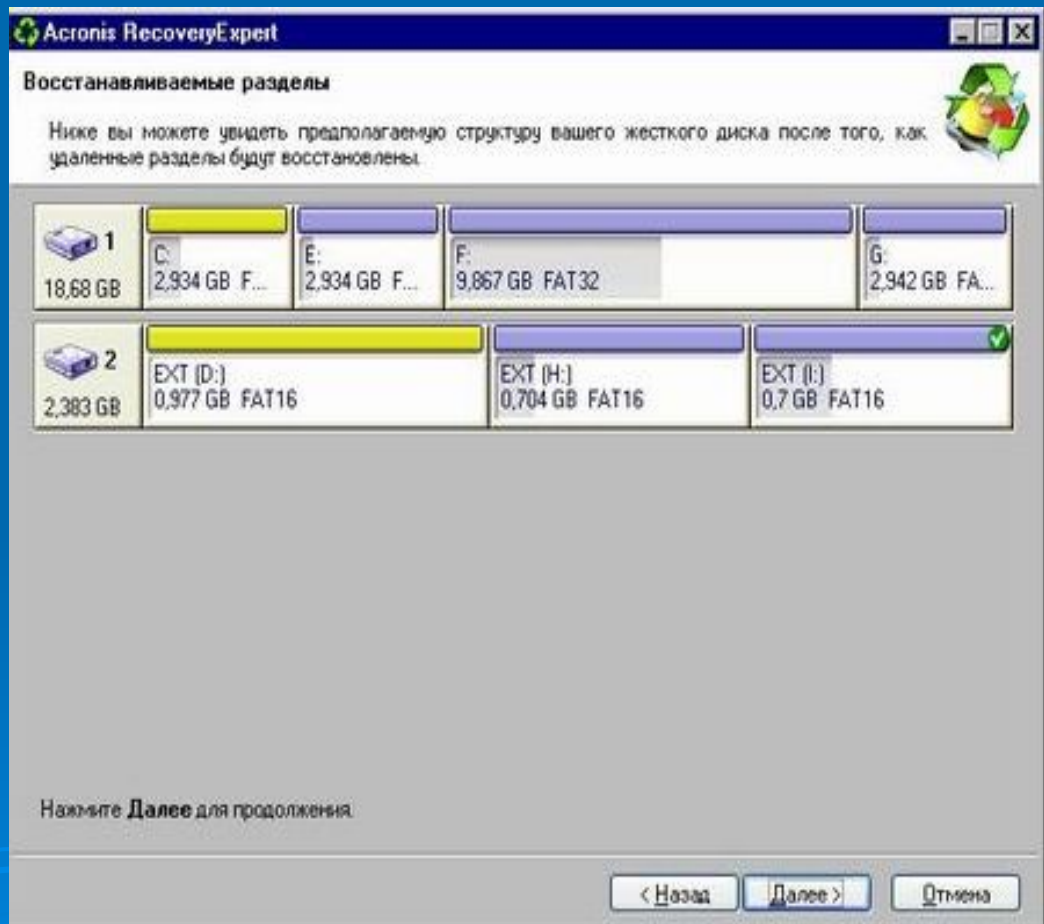 Acronis RecoveryExpert
Восстанавливаемые разделы
Ниже вы можете увидеть предполагаемую структуру вашего жесткого диска после того, как
удаленные разделы будут восстановлены.
1
18,68 GB
C:
2,934 GB F...
E:
2,934 GB F...
F:
9,867 GB FAT32
G:
2,942 GB FA...
2
2,383 GB
EXT (D:)
0,977 GB FAT16
EXT (H:)
0,704 GB FAT16
EXT (I:)
0,7 GB FAT16
Нажмите Далее для продолжения.
< Назад
Далее >
Отмена